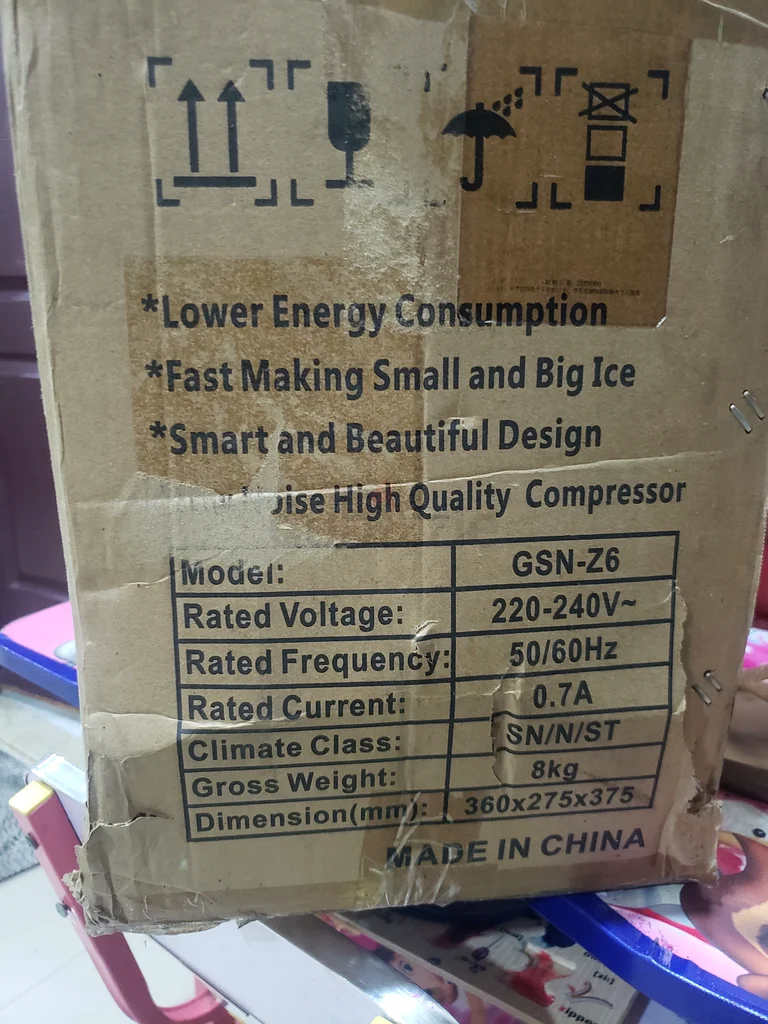 *Lower Energy Consumption
*Fast Making Small and Big Ice
*Smart and Beautiful Design
Noise High Quality Compressor
Model: GSN-Z6
Rated Voltage: 220-240V~
Rated Frequency: 50/60Hz
Rated Current: 0.7A
Climate Class: SN/N/ST
Gross Weight: 8kg
Dimension(mm): 360x275x375
MADE IN CHINA
zipper